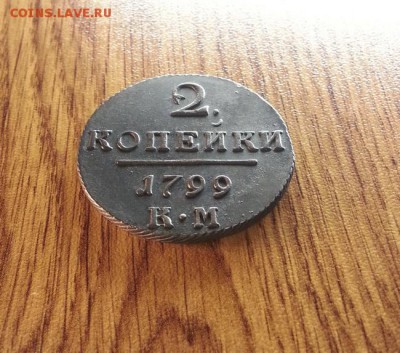 COINS.LAVE.RU
2.
КОПЕЙКИ
1799
К·М